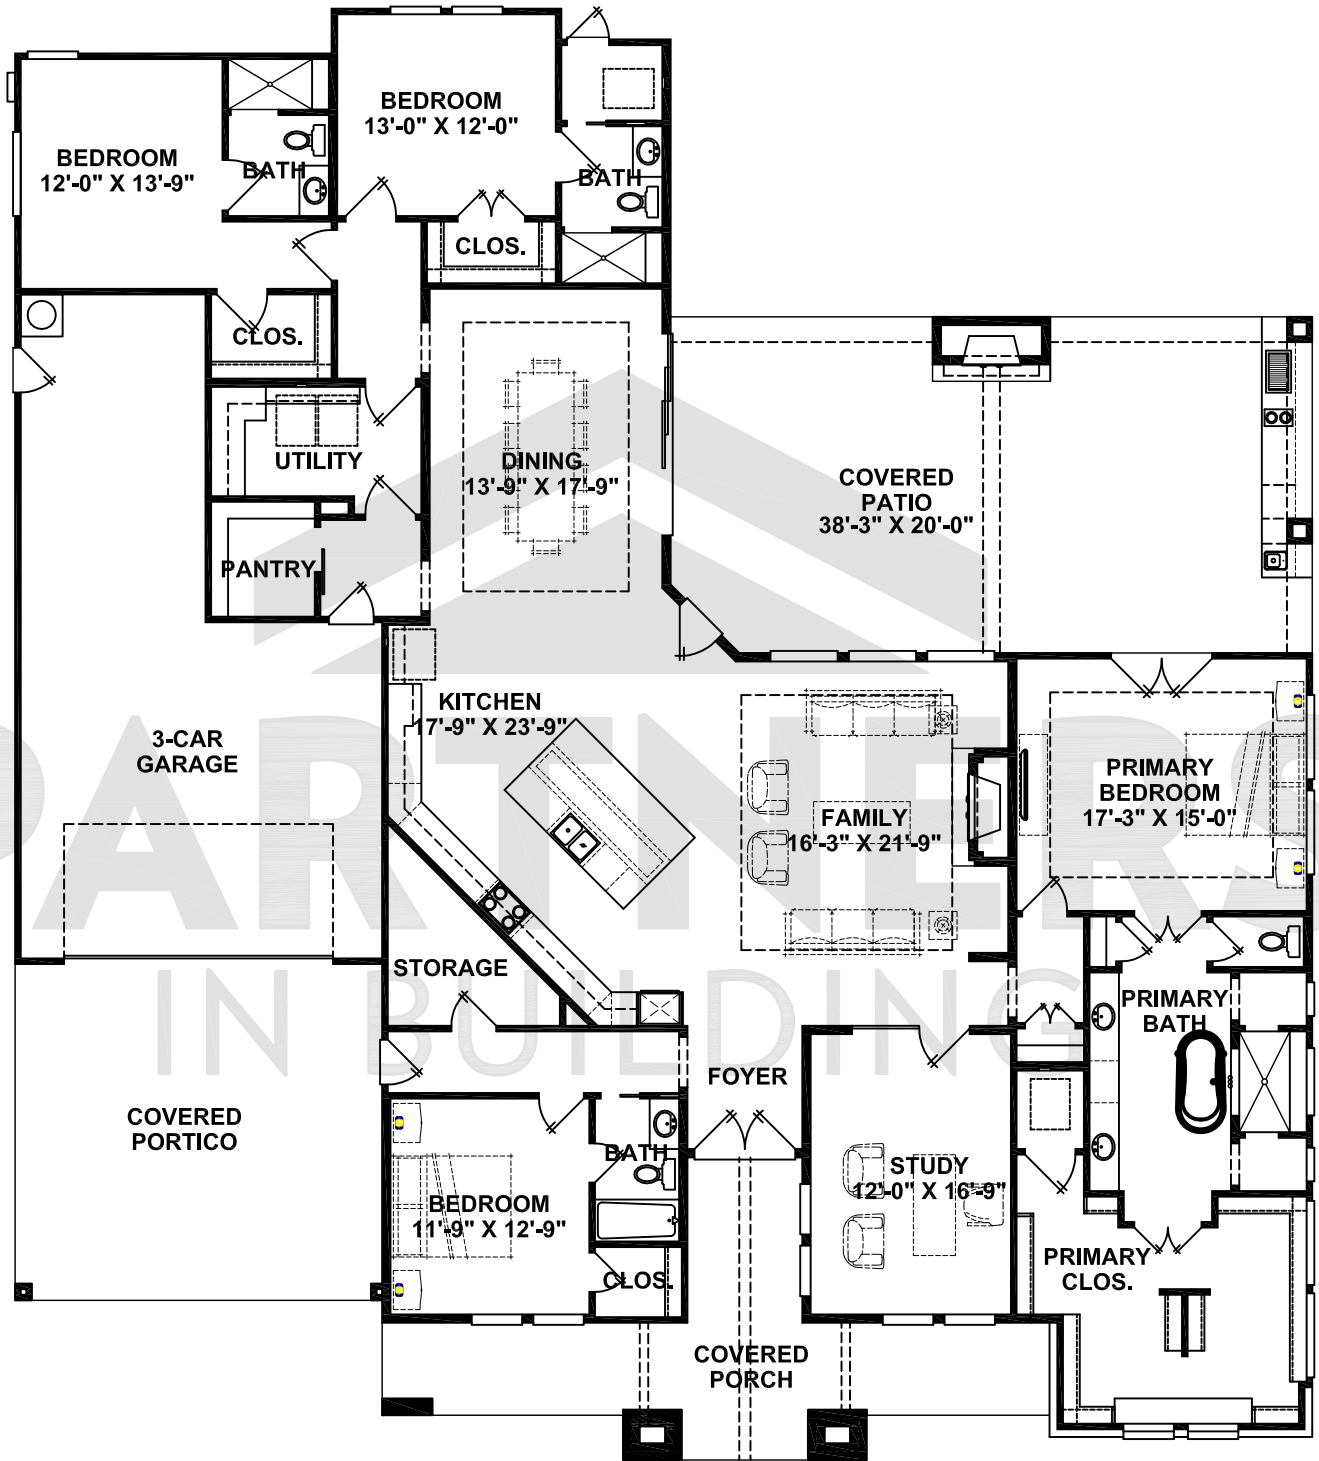 BEDROOM
13'-0" X 12'-0"
BEDROOM
12'-0" X 13'-9"
BATH
BATH
CLOS.
CLOS.
UTILITY
DINING
13'-9" X 17'-9"
COVERED
PATIO
38'-3" X 20'-0"
PANTRY
KITCHEN
17'-9" X 23'-9"
3-CAR
GARAGE
FAMILY
16'-3" X 21'-9"
PRIMARY
BEDROOM
17'-3" X 15'-0"
PARTNERS
IN BUILDING
STORAGE
PRIMARY
BATH
FOYER
COVERED
PORTICO
BATH
BEDROOM
11'-9" X 12'-9"
STUDY
12'-0" X 16'-9"
CLOS.
PRIMARY
CLOS.
COVERED
PORCH